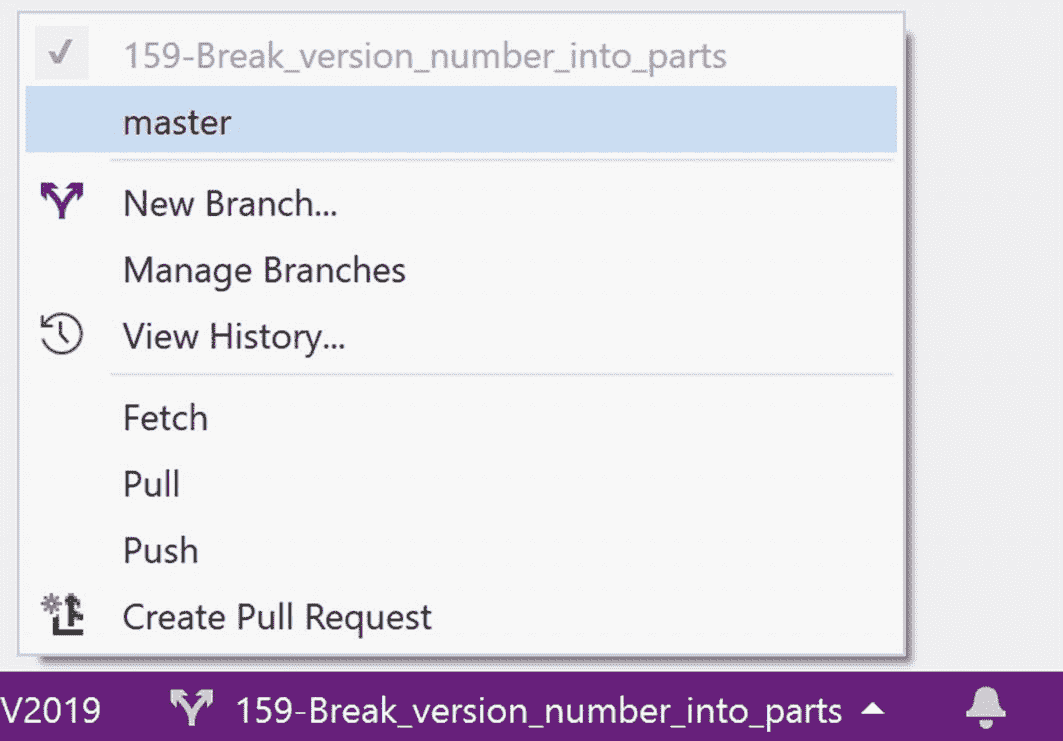 159-Break_version_number_into_parts
master
New Branch...
Manage Branches
View History...
Fetch
Pull
Push
Create Pull Request
V2019 159-Break_version_number_into_parts